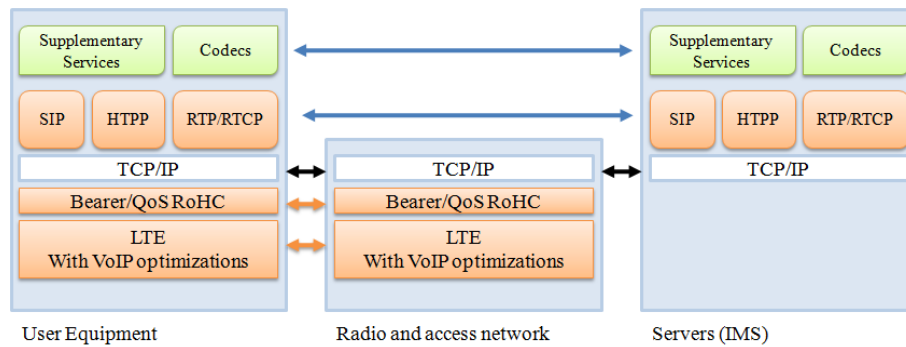 Supplementary
Services
Codecs
SIP
HTPP
RTP/RTCP
TCP/IP
Bearer/QoS RoHC
LTE
With VoIP optimizations
User Equipment
TCP/IP
Bearer/QoS RoHC
LTE
With VoIP optimizations
Radio and access network
Supplementary
Services
Codecs
SIP
HTPP
RTP/RTCP
TCP/IP
Servers (IMS)